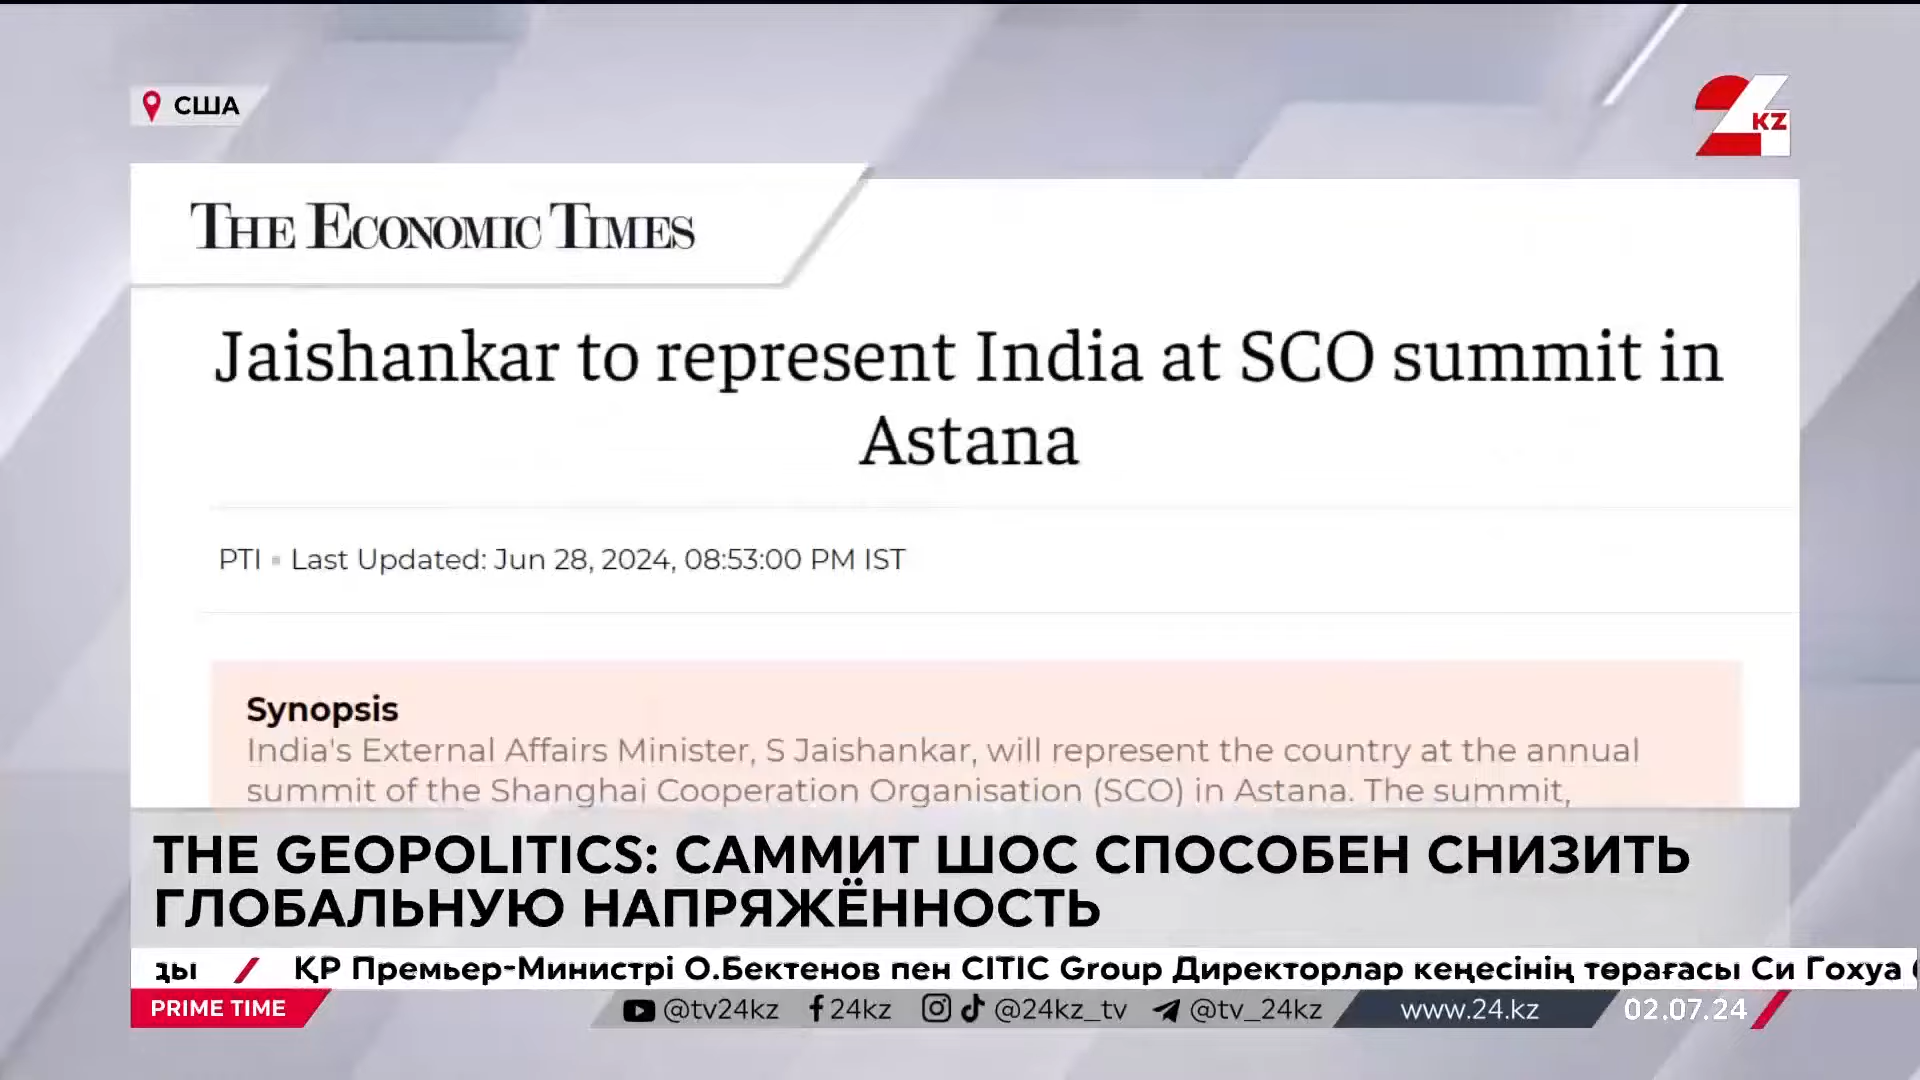 США
24 KZ
THE ECONOMIC TIMES
Jaishankar to represent India at SCO summit in
Astana
PTI ▪ Last Updated: Jun 28, 2024, 08:53:00 PM IST
Synopsis
India's External Affairs Minister, S Jaishankar, will represent the country at the annual
summit of the Shanghai Cooperation Organisation (SCO) in Astana. The summit,
THE GEOPOLITICS: САММИТ ШОС СПОСОБЕН СНИЗИТЬ
ГЛОБАЛЬНУЮ НАПРЯЖЁННОСТЬ
ды / ҚР Премьер-Министрі О.Бектенов пен CITIC Group Директорлар кеңесінің төрағасы Си Гохуа
PRIME TIME @tv24kz 24kz @24kz_tv @tv_24kz www.24.kz 02.07.24